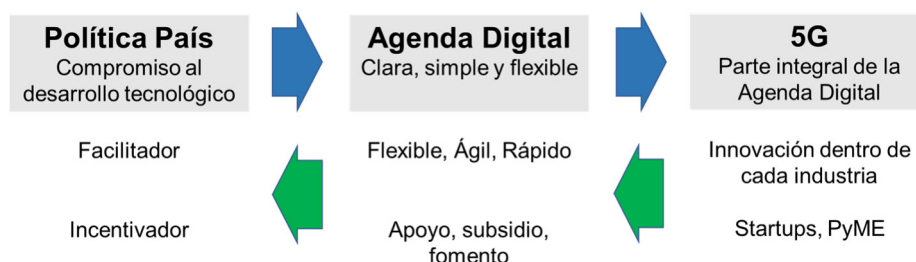 Política País
Compromiso al
desarrollo tecnológico
Agenda Digital
Clara, simple y flexible
5G
Parte integral de la
Agenda Digital
Facilitador
Flexible, Ágil, Rápido
Innovación dentro de
cada industria
Incentivador
Apoyo, subsidio,
fomento
Startups, PyME